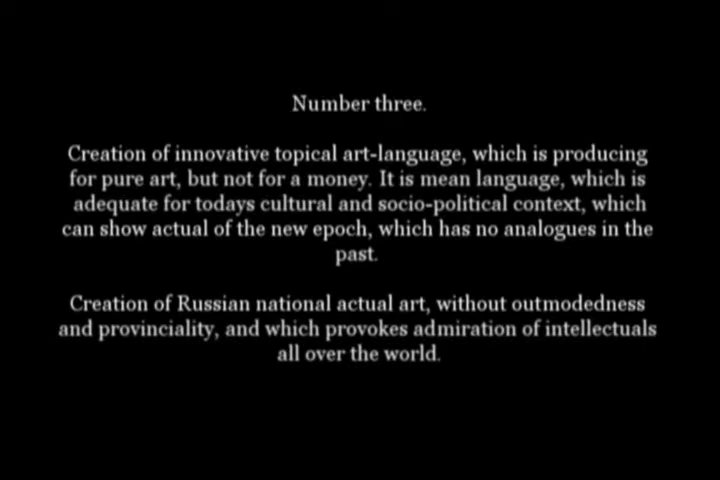 Number three.
Creation of innovative topical art-language, which is producing
for pure art, but not for a money. It is mean language, which is
adequate for todays cultural and socio-political context, which
can show actual of the new epoch, which has no analogues in the
past.
Creation of Russian national actual art, without outmodedness
and provinciality, and which provokes admiration of intellectuals
all over the world.